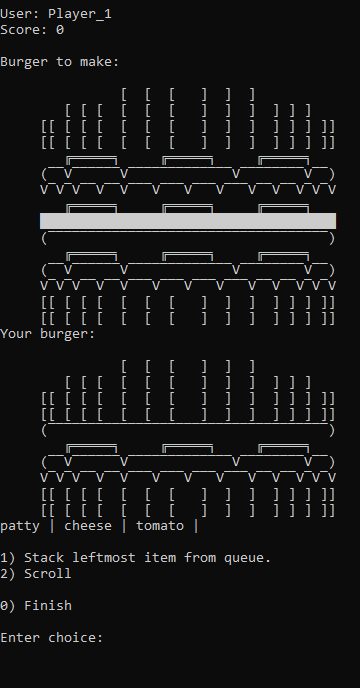 User: Player_1
Score: 0
Burger to make:
Your burger:
patty | cheese | tomato |
1) Stack leftmost item from queue.
2) Scroll
0) Finish
Enter choice: